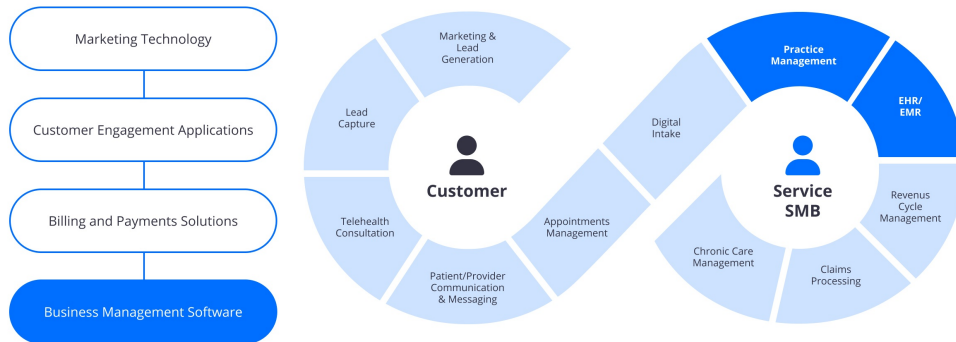 Marketing Technology
Customer Engagement Applications
Billing and Payments Solutions
Business Management Software
Marketing &
Lead
Generation
Lead
Capture
Telehealth
Consultation
Patient/Provider
Communication
& Messaging
Appointments
Management
Digital
Intake
Practice
Management
EHR/
EMR
Revenus
Cycle
Management
Claims
Processing
Chronic Care
Management
Customer
Service
SMB